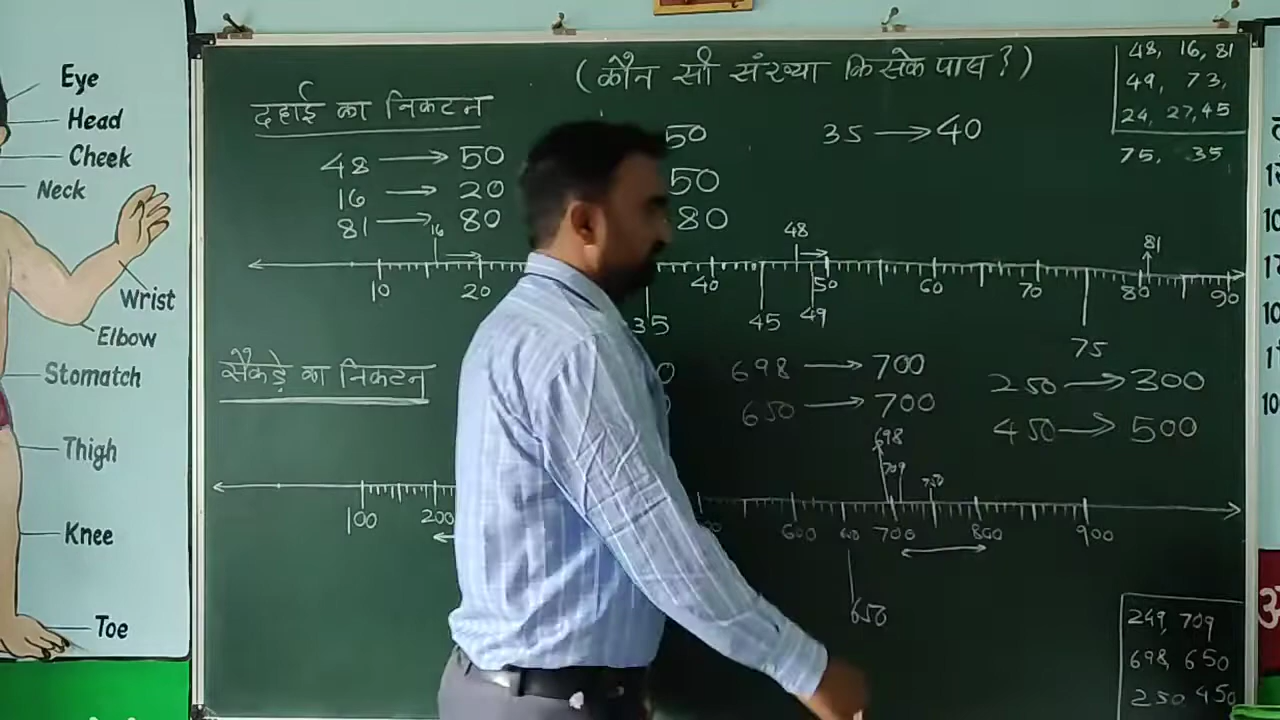 (कौन सी संख्या किसके पास ?)
दहाई का निकटन
48 → 50
16 → 20
81 → 80
50
50
80
35 → 40
48, 16, 81
49, 73,
24, 27, 45
75, 35
16 48 81
10 20 40 50 60 70 80 90
35 45 49 75
सैकड़े का निकटन
698 → 700
650 → 700
250 → 300
450 → 500
698
709 750
100 200 600 700 800 900
650
249, 709
698, 650
250 450
Eye
Head
Cheek
Neck
Wrist
Elbow
Stomatch
Thigh
Knee
Toe